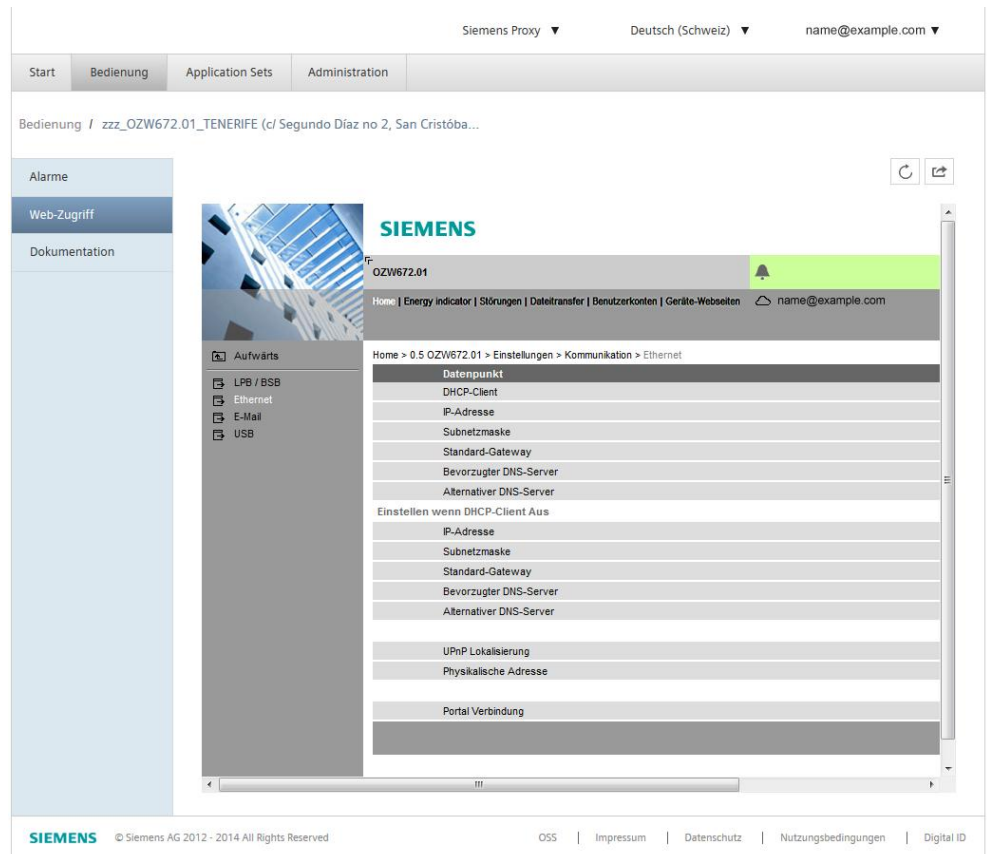 Siemens Proxy ▼ Deutsch (Schweiz) ▼ name@example.com ▼
Start Bedienung Application Sets Administration
Bedienung / zzz_OZW672.01_TENERIFE (c/ Segundo Díaz no 2, San Cristóba...
Alarme
Web-Zugriff
Dokumentation
SIEMENS
OZW672.01
Home | Energy indicator | Störungen | Dateitransfer | Benutzerkonten | Geräte-Webseiten name@example.com
Aufwärts
LPB / BSB
Ethernet
E-Mail
USB
Home > 0.5 OZW672.01 > Einstellungen > Kommunikation > Ethernet
Datenpunkt
DHCP-Client
IP-Adresse
Subnetzmaske
Standard-Gateway
Bevorzugter DNS-Server
Alternativer DNS-Server
Einstellen wenn DHCP-Client Aus
IP-Adresse
Subnetzmaske
Standard-Gateway
Bevorzugter DNS-Server
Alternativer DNS-Server
UPnP Lokalisierung
Physikalische Adresse
Portal Verbindung
SIEMENS © Siemens AG 2012 - 2014 All Rights Reserved OSS | Impressum | Datenschutz | Nutzungsbedingungen | Digital ID